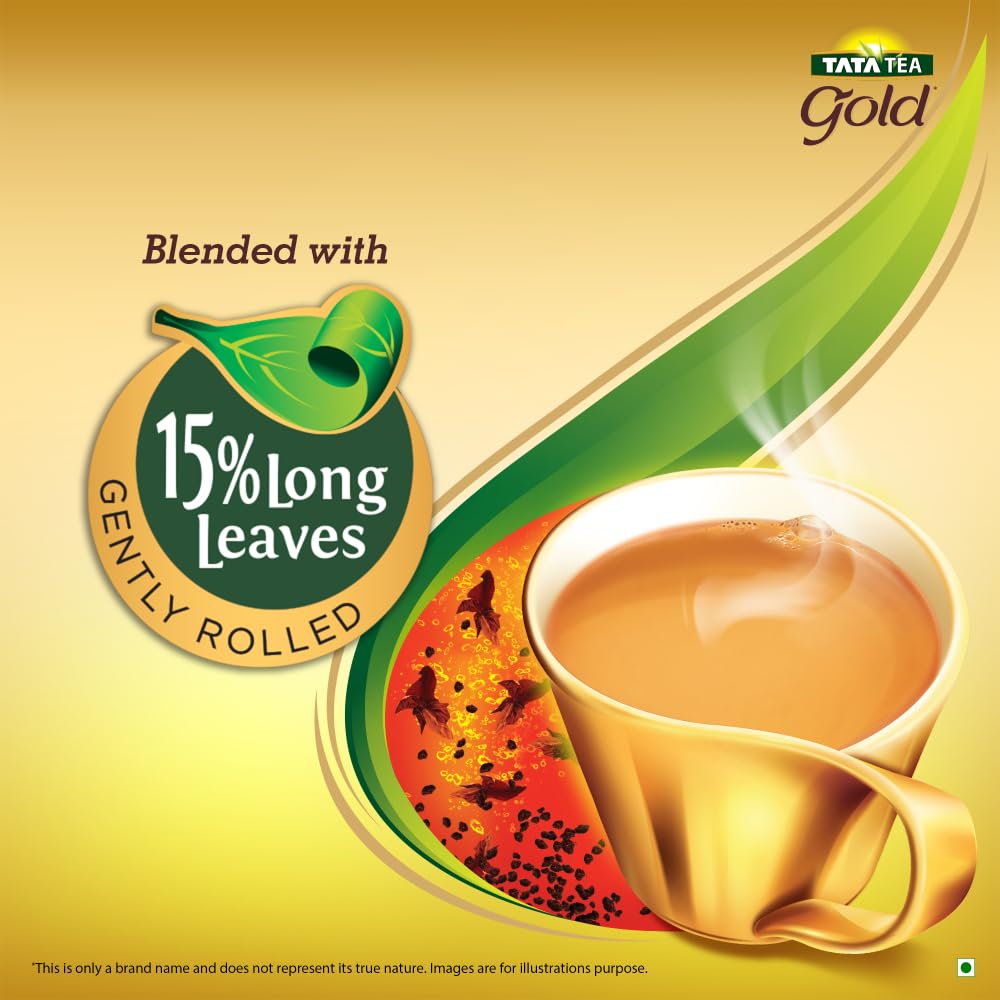 TATA TEA
Gold*
Blended with
15% Long
Leaves
GENTLY ROLLED
*This is only a brand name and does not represent its true nature. Images are for illustrations purpose.